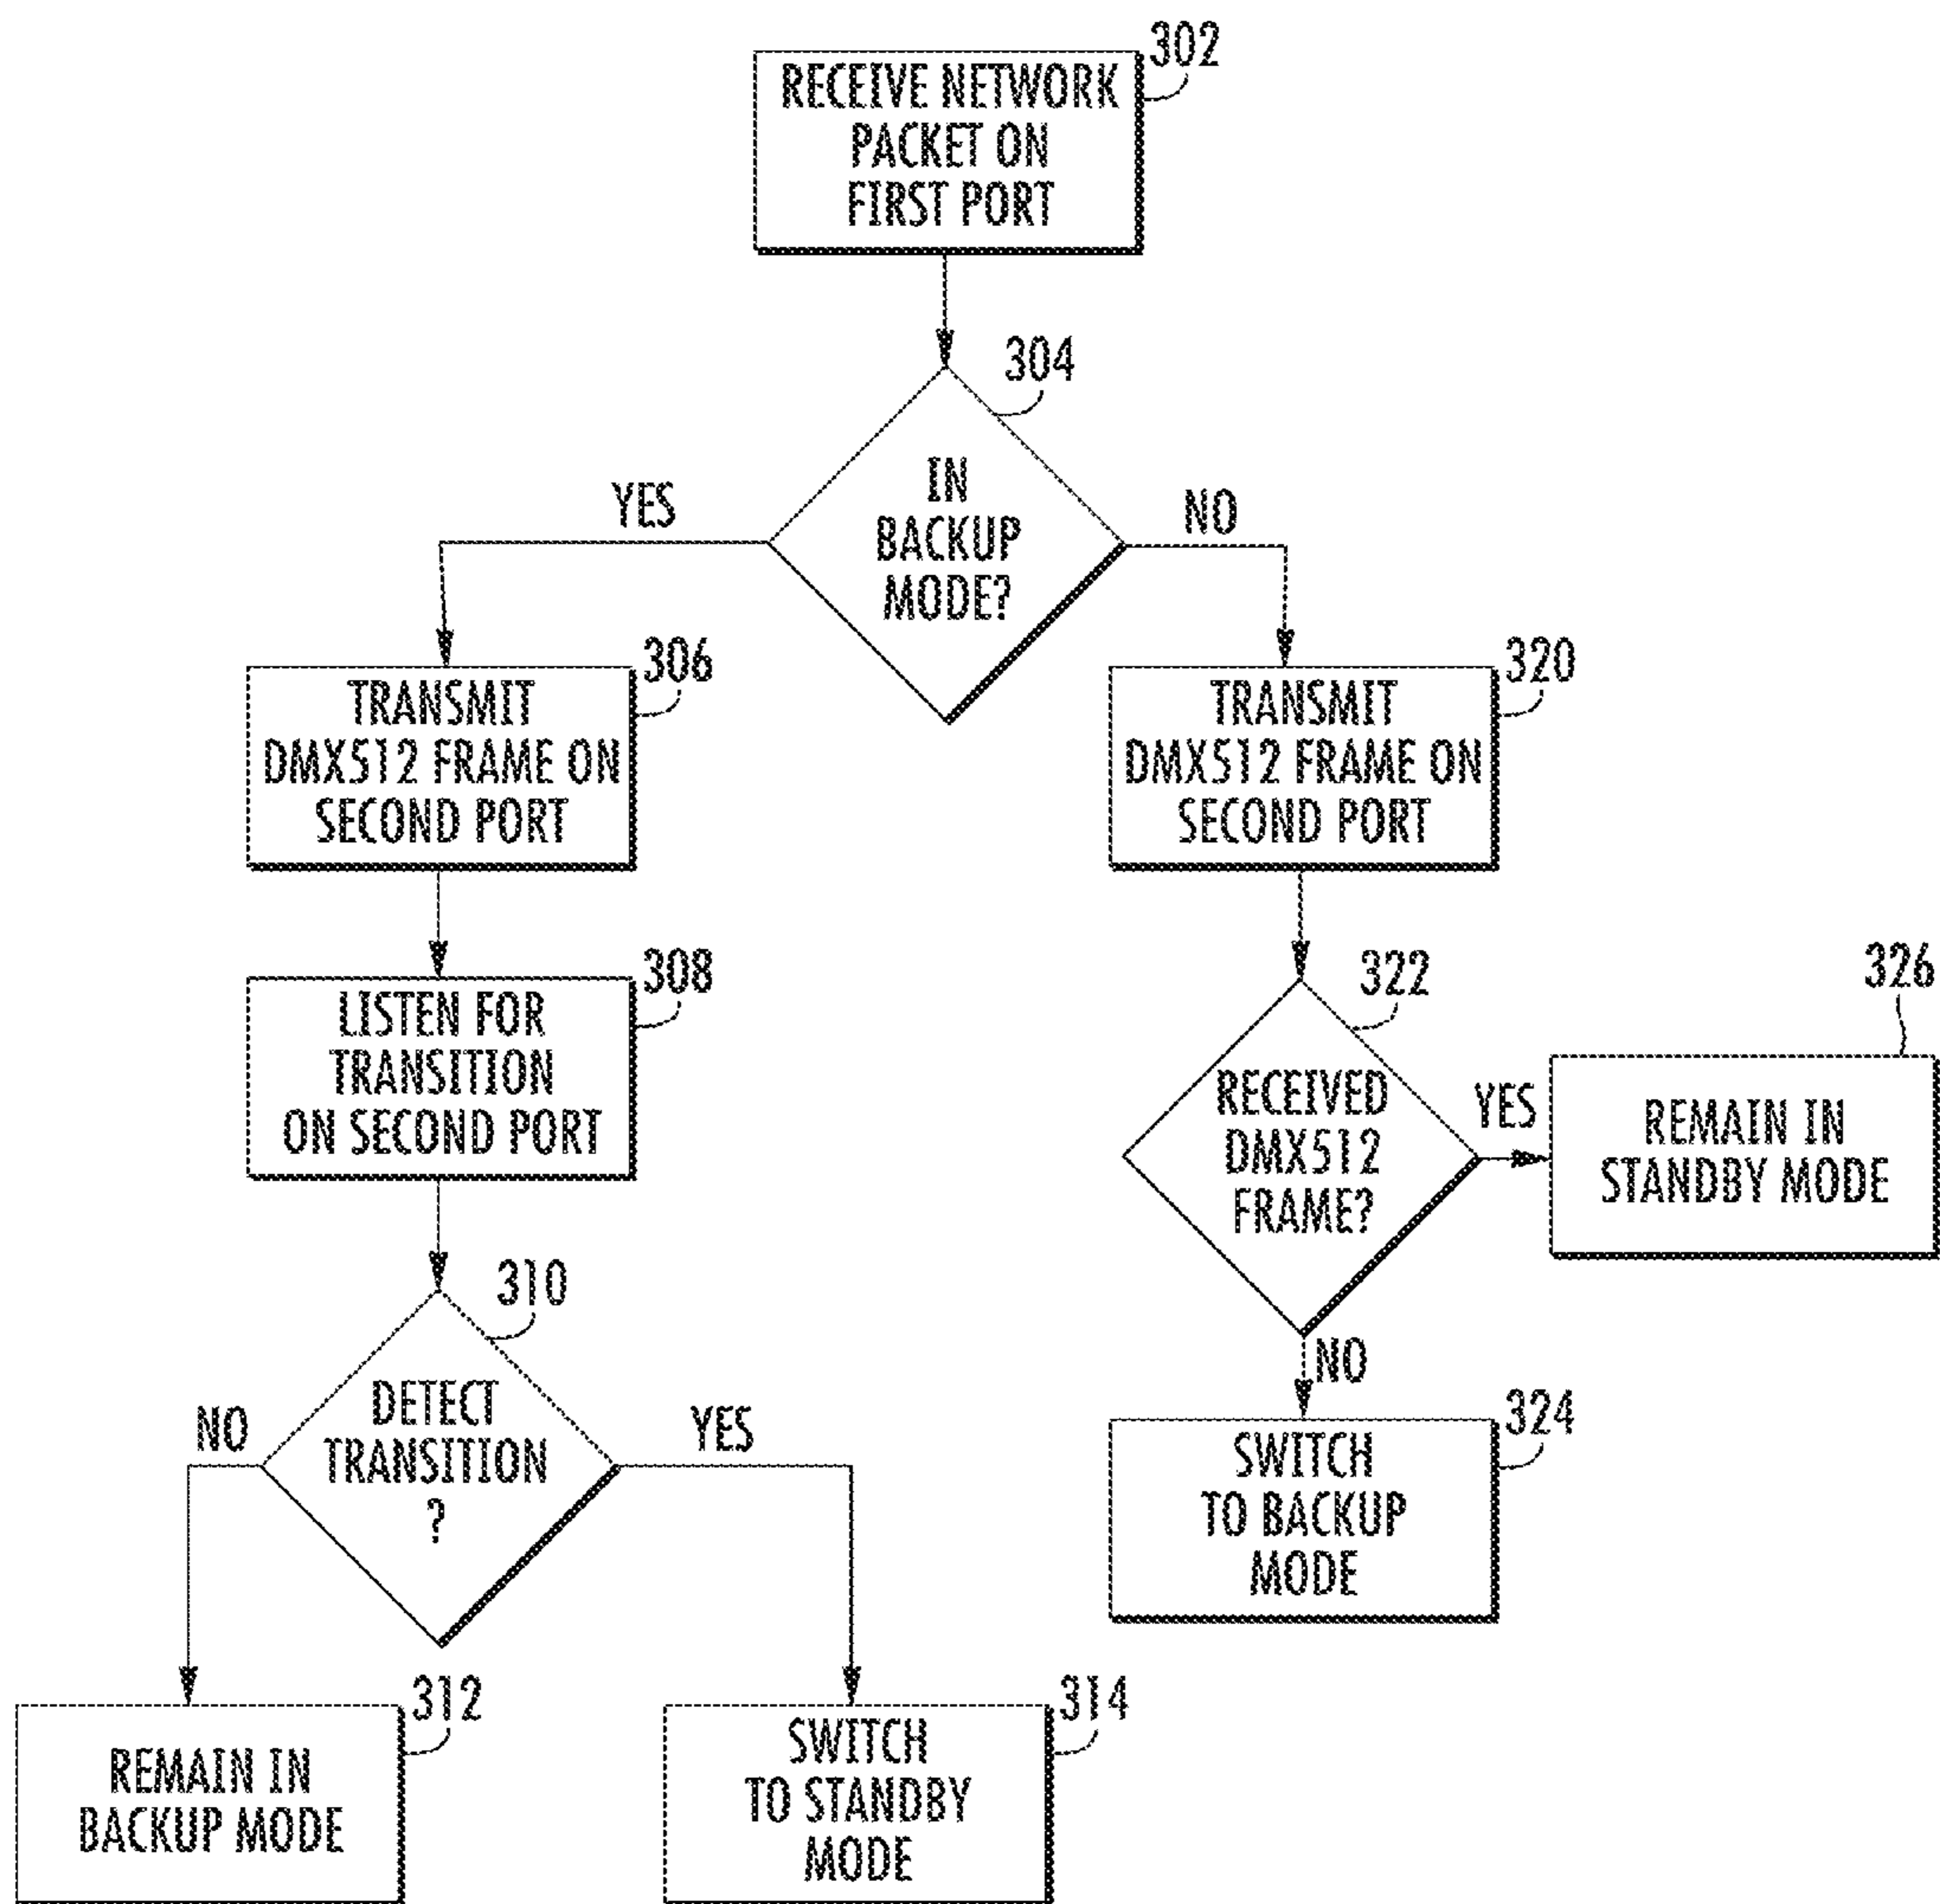 302
RECEIVE NETWORK
PACKET ON
FIRST PORT
304
IN
BACKUP
MODE?
YES
NO
306
TRANSMIT
DMX512 FRAME ON
SECOND PORT
320
TRANSMIT
DMX512 FRAME ON
SECOND PORT
308
LISTEN FOR
TRANSITION
ON SECOND PORT
322
RECEIVED
DMX512
FRAME?
YES
326
REMAIN IN
STANDBY MODE
NO
310
DETECT
TRANSITION
?
NO
YES
324
SWITCH
TO BACKUP
MODE
312
REMAIN IN
BACKUP MODE
314
SWITCH
TO STANDBY
MODE